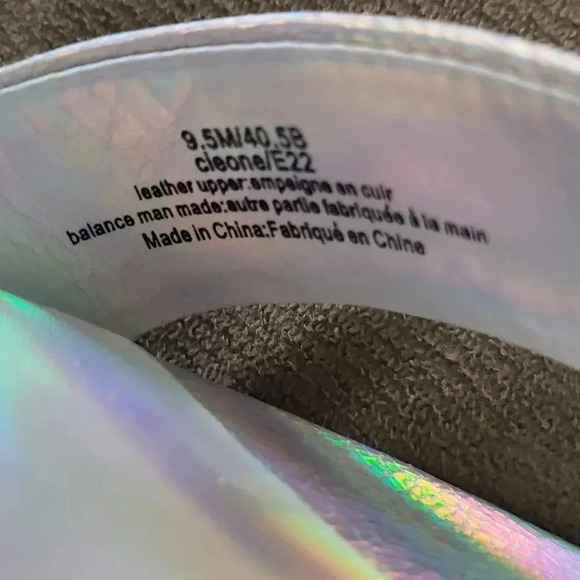 9.5M/40.5B
cleone/E22
leather upper:empeigne en cuir
balance man made:autre partie fabriquée à la main
Made in China:Fabriqué en Chine